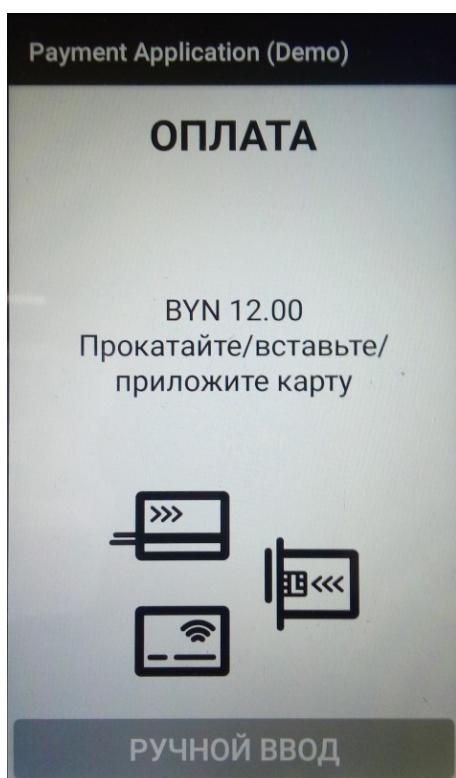 Payment Application (Demo)
ОПЛАТА
BYN 12.00
Прокатайте/вставьте/
приложите карту
>>>
<<<
РУЧНОЙ ВВОД